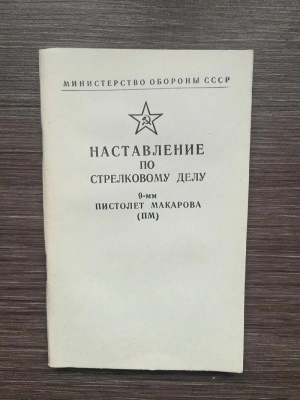 МИНИСТЕРСТВО ОБОРОНЫ СССР
НАСТАВЛЕНИЕ
ПО
СТРЕЛКОВОМУ ДЕЛУ
9-мм
ПИСТОЛЕТ МАКАРОВА
(ПМ)